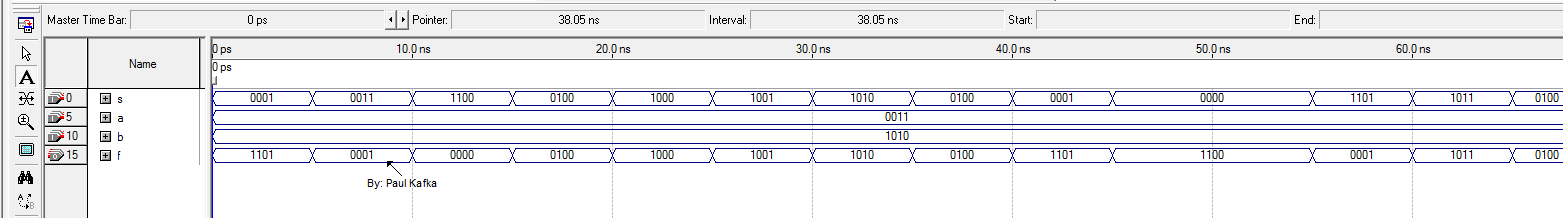 Master Time Bar: 0 ps Pointer: 38.05 ns Interval: 38.05 ns Start: End:
0 ps 10.0 ns 20.0 ns 30.0 ns 40.0 ns 50.0 ns 60.0 ns
Name
0 ps
0 s 0001 0011 1100 0100 1000 1001 1010 0100 0001 0000 1101 1011 0100
5 a 0011
10 b 1010
15 f 1101 0001 0000 0100 1000 1001 1010 0100 1101 1100 0001 1011 0100
By: Paul Kafka